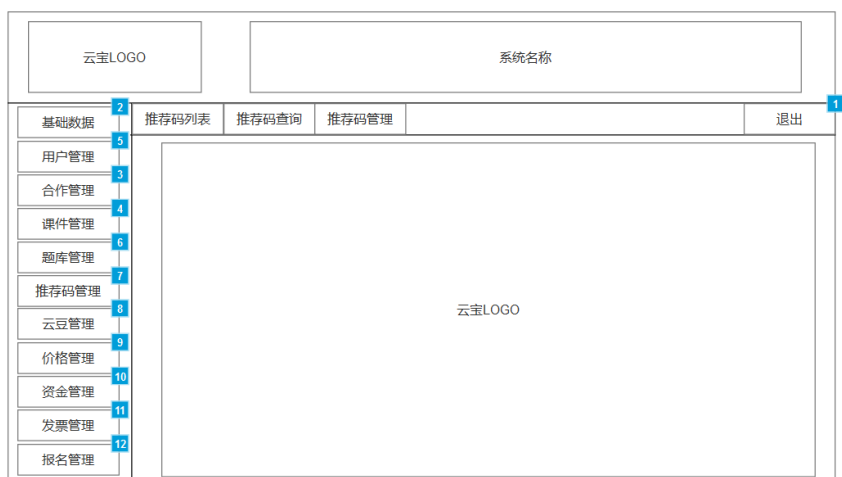 云宝LOGO
系统名称
1
2
基础数据
推荐码列表
推荐码查询
推荐码管理
退出
5
用户管理
3
合作管理
4
课件管理
6
题库管理
7
推荐码管理
8
云豆管理
云宝LOGO
9
价格管理
10
资金管理
11
发票管理
12
报名管理